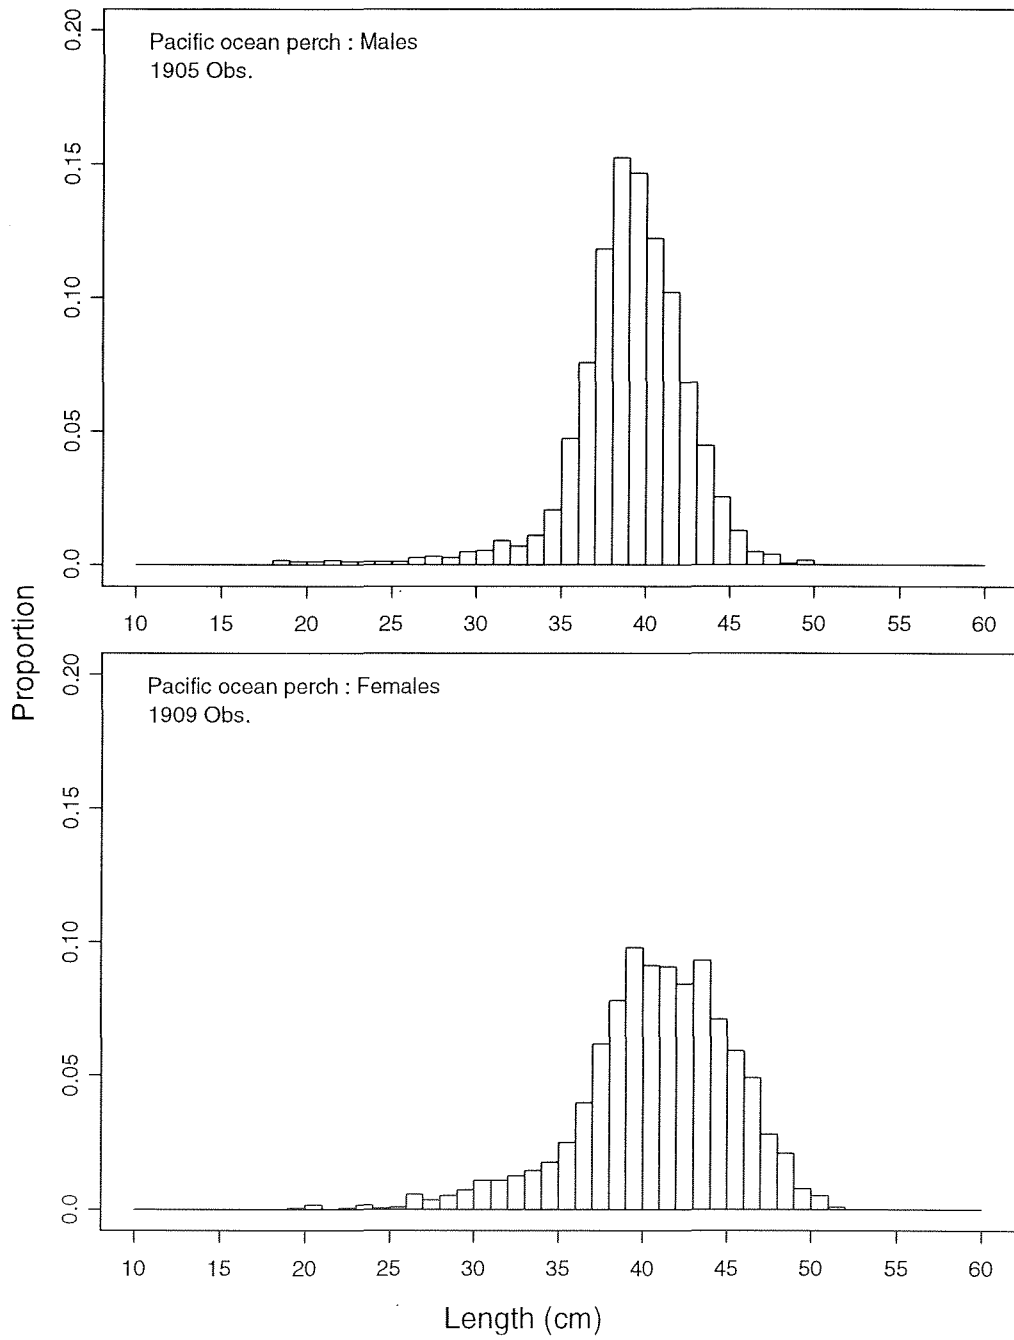 Pacific ocean perch : Males
1905 Obs.
0.20
0.15
0.10
0.05
0.0
10 15 20 25 30 35 40 45 50 55 60
Proportion
Pacific ocean perch : Females
1909 Obs.
0.20
0.15
0.10
0.05
0.0
10 15 20 25 30 35 40 45 50 55 60
Length (cm)